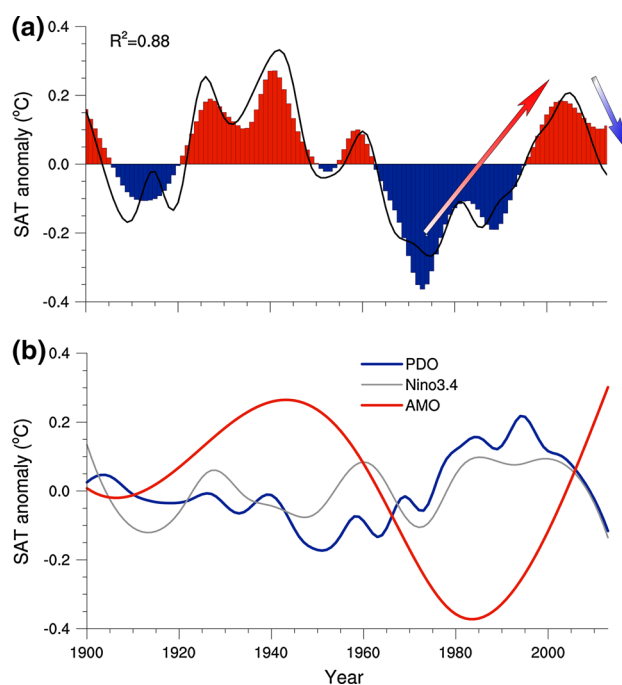 (a)
R²=0.88
SAT anomaly (ºC)
0.4
0.2
0.0
-0.2
-0.4
(b)
SAT anomaly (ºC)
0.4
0.2
0.0
-0.2
-0.4
PDO
Nino3.4
AMO
1900 1920 1940 1960 1980 2000
Year